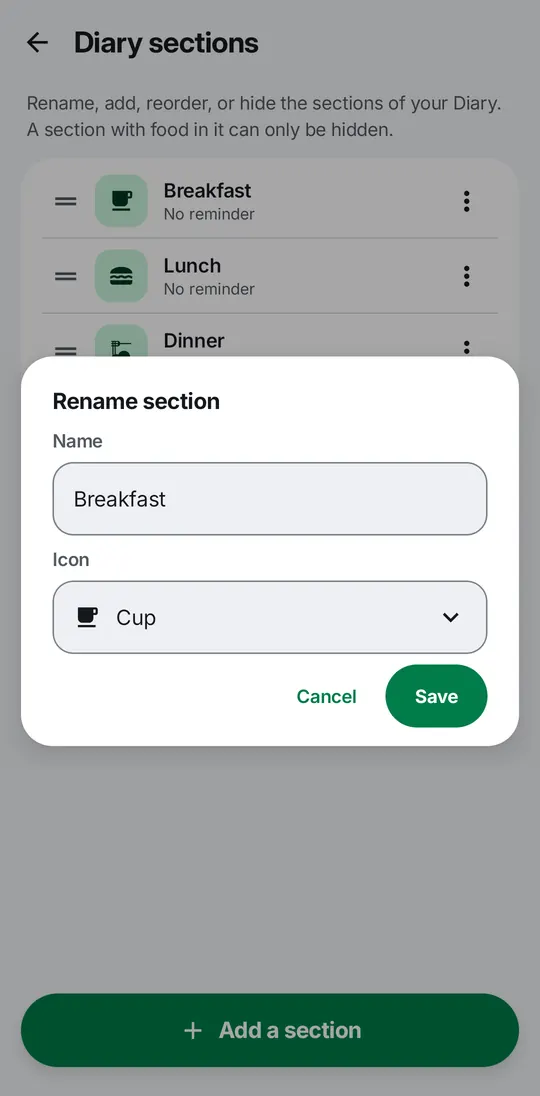 Diary sections
Rename, add, reorder, or hide the sections of your Diary.
A section with food in it can only be hidden.
Breakfast
No reminder
Lunch
No reminder
Dinner
Rename section
Name
Breakfast
Icon
Cup
Cancel
Save
Add a section